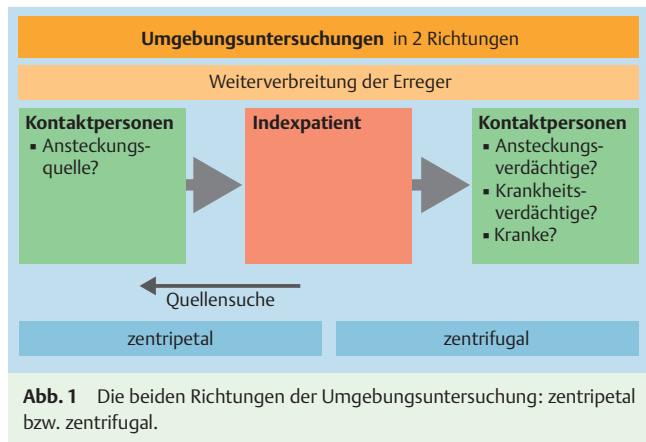 Umgebungsuntersuchungen in 2 Richtungen
Weiterverbreitung der Erreger
Kontaktpersonen
▪ Ansteckungs-
quelle?
Indexpatient
Kontaktpersonen
▪ Ansteckungs-
verdächtige?
▪ Krankheits-
verdächtige?
▪ Kranke?
Quellensuche
zentripetal
zentrifugal
Abb. 1 Die beiden Richtungen der Umgebungsuntersuchung: zentripetal
bzw. zentrifugal.